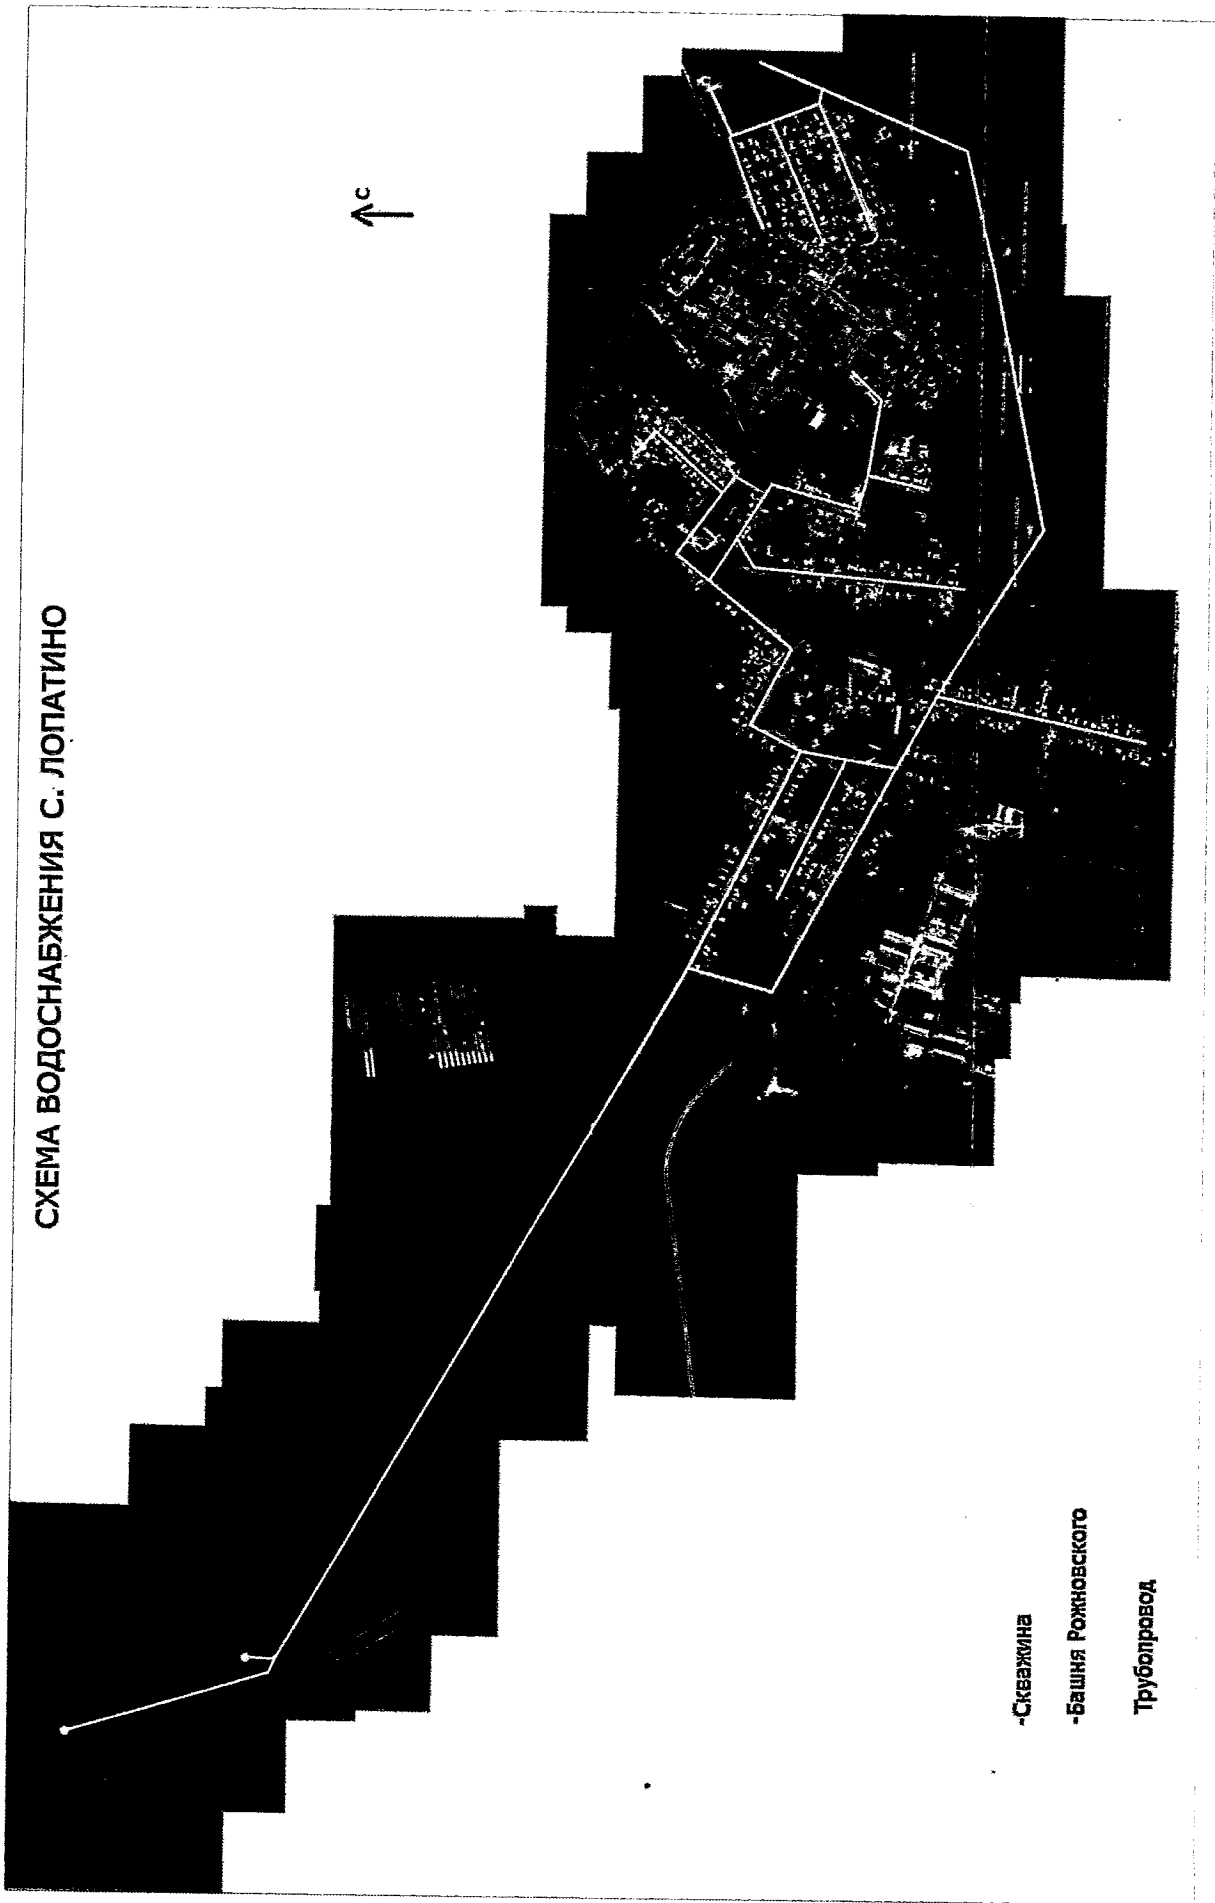 СХЕМА ВОДОСНАБЖЕНИЯ С. ЛОПАТИНО
С
-Скважина
-Башня Рожновского
Трубопровод